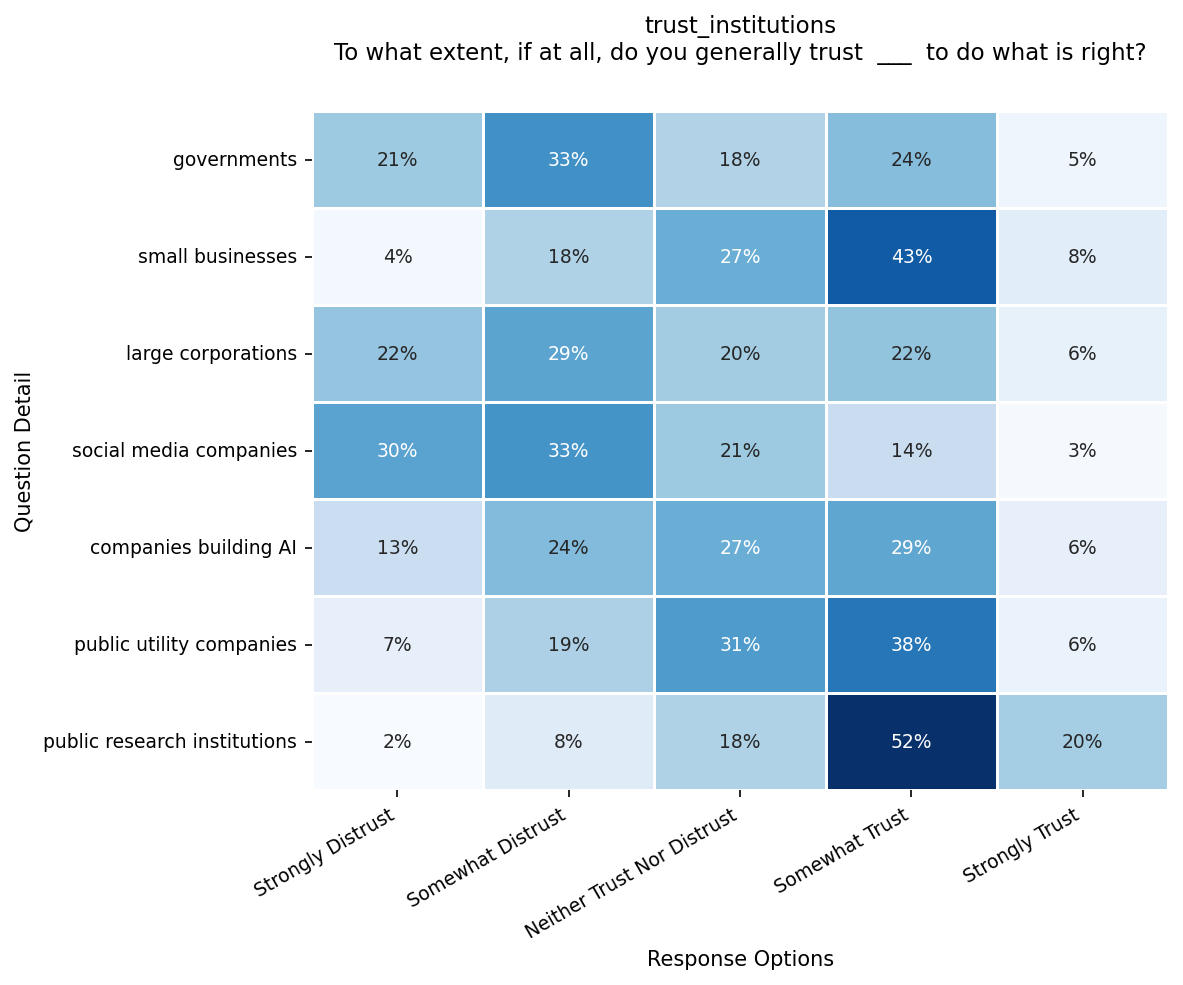 trust_institutions
To what extent, if at all, do you generally trust ___ to do what is right?
Question Detail
governments 21% 33% 18% 24% 5%
small businesses 4% 18% 27% 43% 8%
large corporations 22% 29% 20% 22% 6%
social media companies 30% 33% 21% 14% 3%
companies building AI 13% 24% 27% 29% 6%
public utility companies 7% 19% 31% 38% 6%
public research institutions 2% 8% 18% 52% 20%
Strongly Distrust
Somewhat Distrust
Neither Trust Nor Distrust
Somewhat Trust
Strongly Trust
Response Options